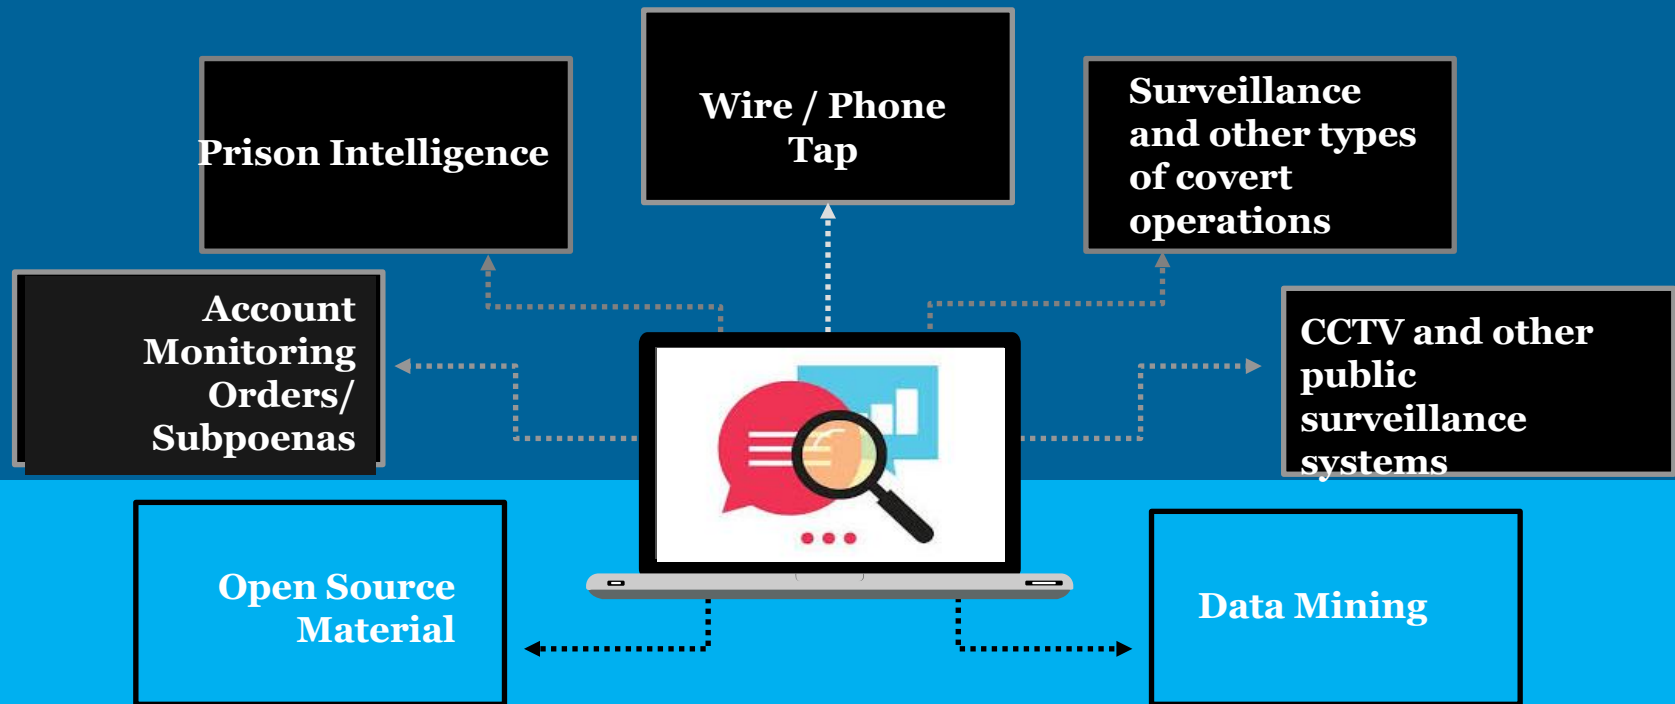 Wire / Phone
Tap
Prison Intelligence
Surveillance
and other types
of covert
operations
Account
Monitoring
Orders/
Subpoenas
CCTV and other
public
surveillance
systems
Open Source
Material
Data Mining